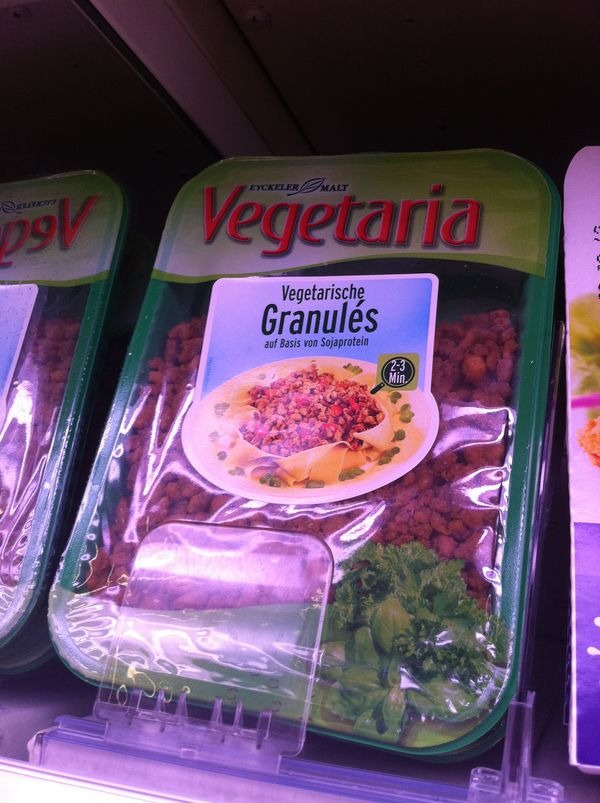 EYCKELER MALT
Vegetaria
Vegetarische
Granulés
auf Basis von Sojaprotein
2-3
Min.